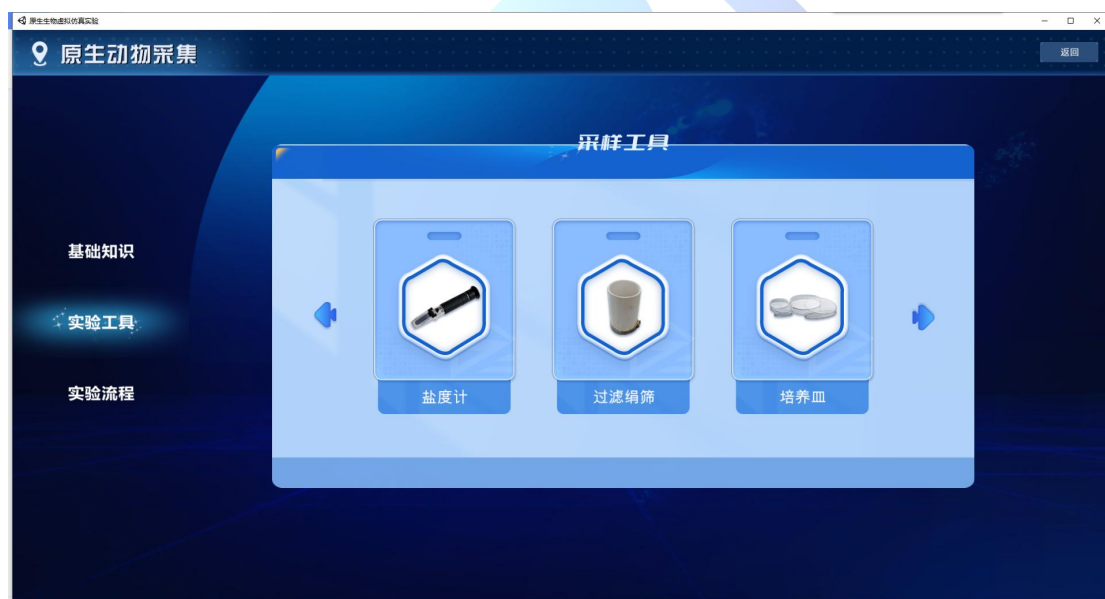 原生生物虚拟仿真实验
原生动物采集
返回
采样工具
基础知识
实验工具
实验流程
盐度计
过滤绢筛
培养皿